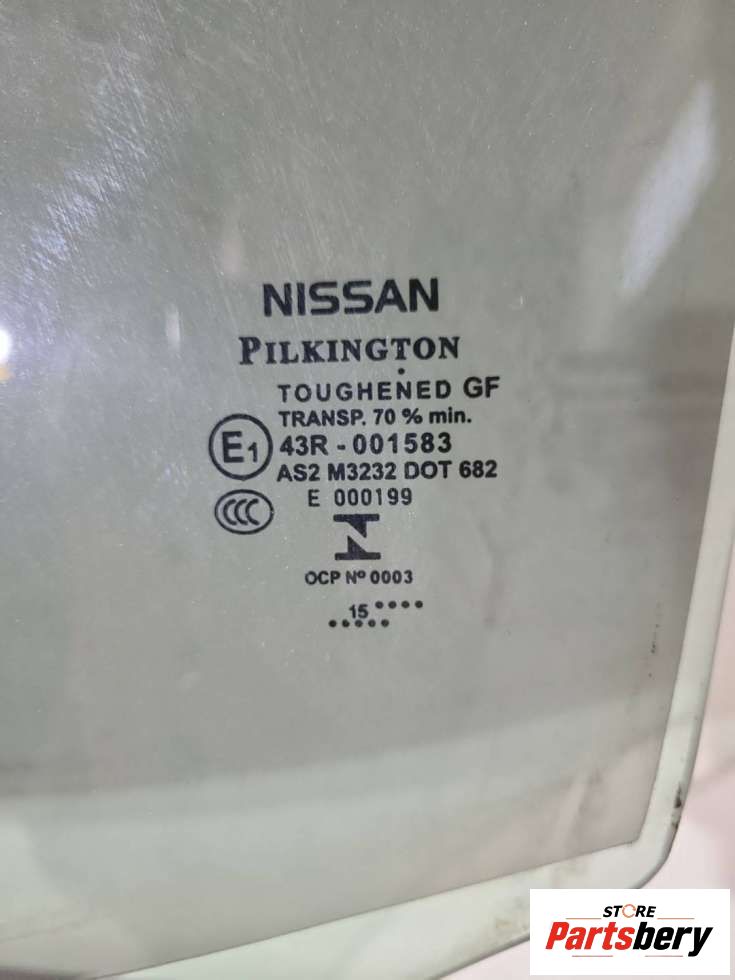 NISSAN
PILKINGTON
TOUGHENED GF
TRANSP. 70 % min.
E1 43R - 001583
AS2 M3232 DOT 682
E 000199
CCC
OCP Nº 0003
15
STORE
Partsbery